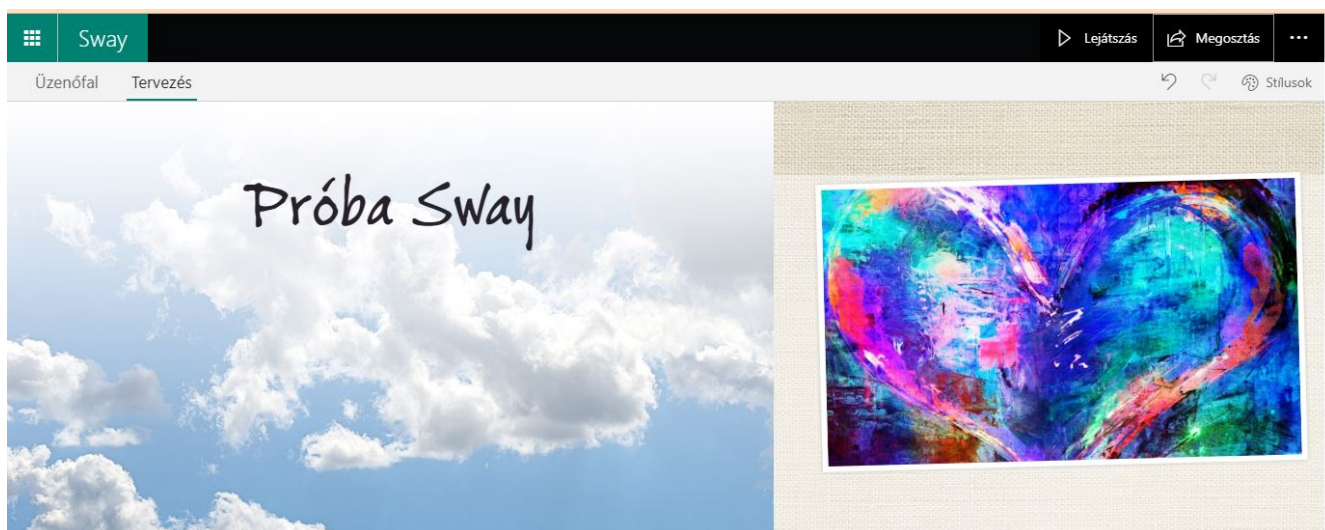 Sway
Lejátszás
Megosztás
Üzenőfal
Tervezés
Stílusok
Próba Sway